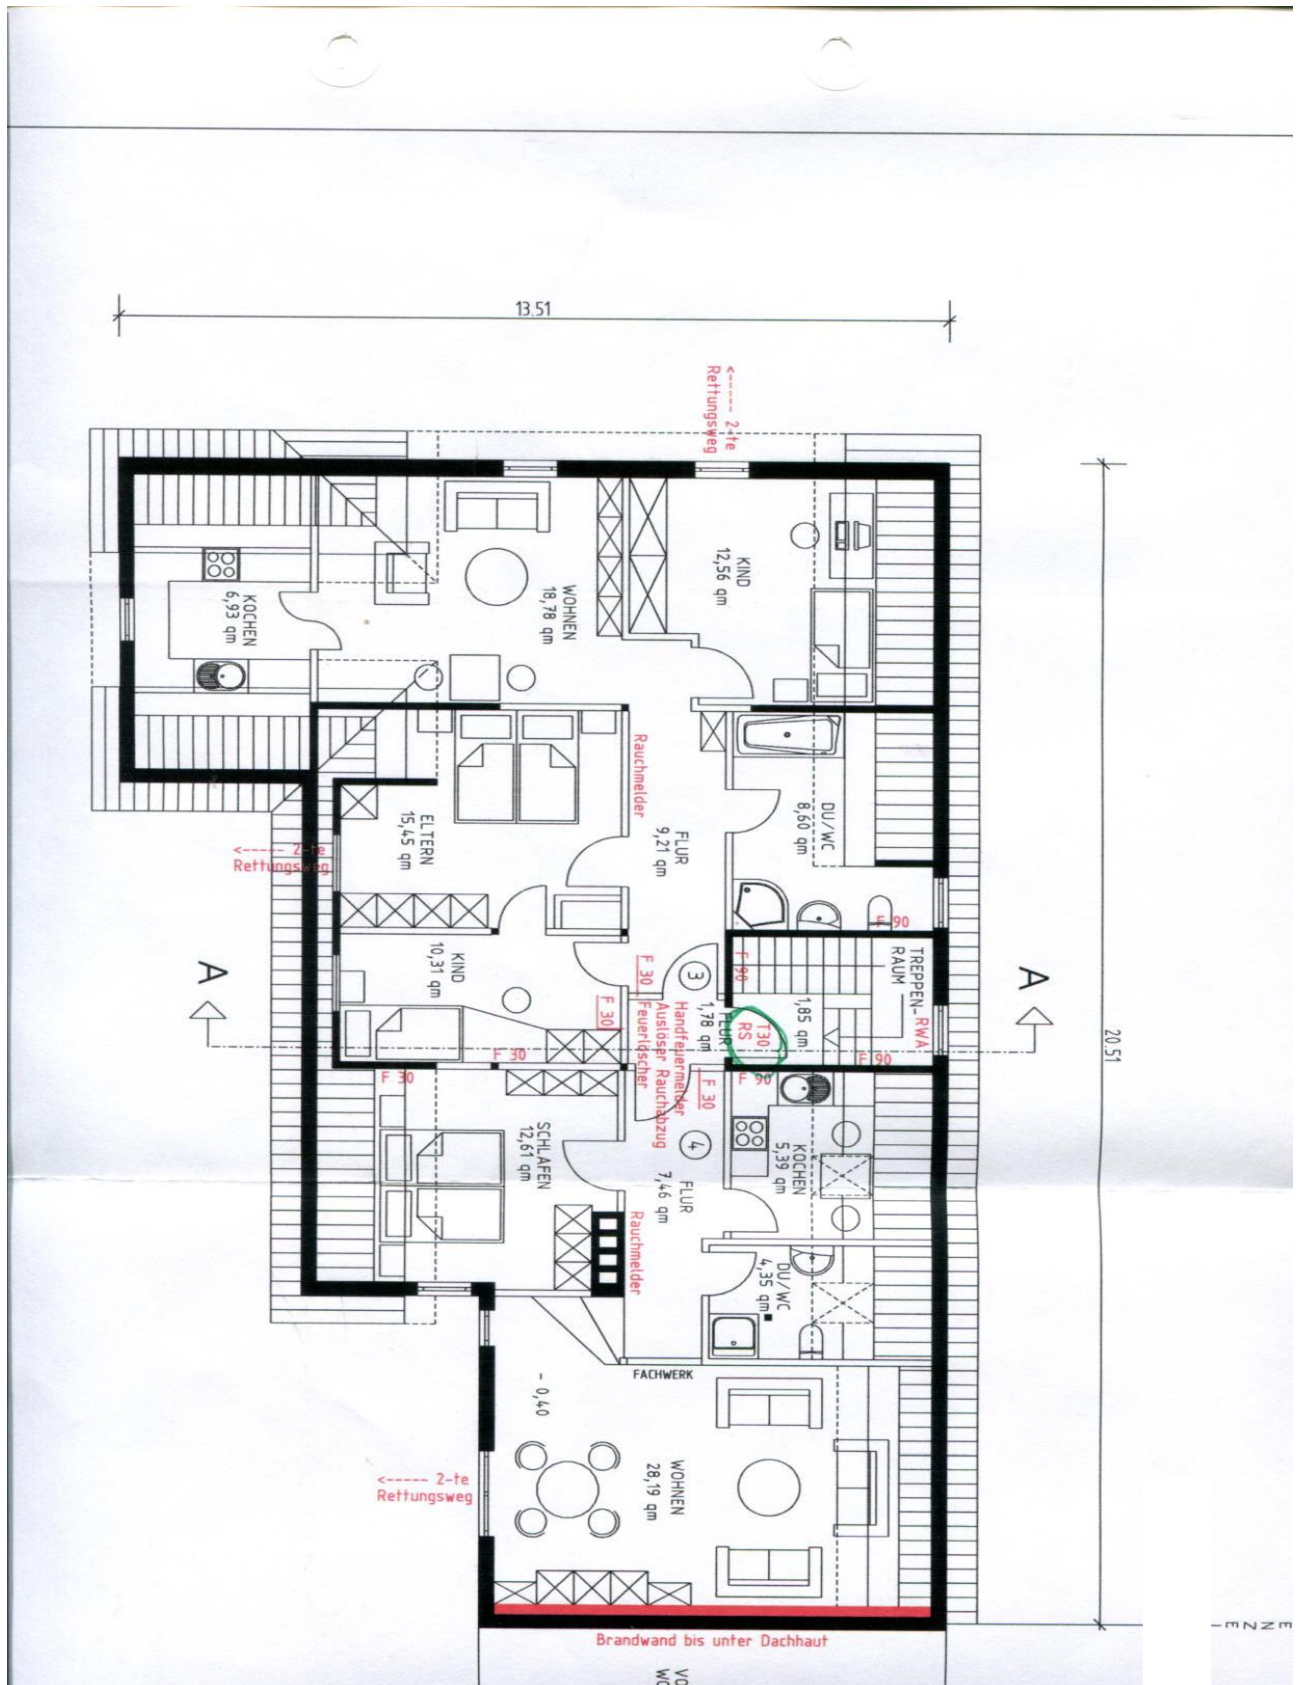 13.51
<----- 2-te
Rettungsweg
KIND
12,56 qm
WOHNEN
18,78 qm
KOCHEN
6,93 qm
Rauchmelder
DU/WC
8,60 qm
FLUR
9,21 qm
ELTERN
15,45 qm
<----- 2-te
Rettungsweg
F 90
TREPPEN-
RAUM
RWA
F 90
1,85 qm
F 90
T30
RS
F 90
KIND
10,31 qm
F 30
3
FLUR
1,78 qm
Handfeuermelder
Auslöser Rauchabzug
Feuerlöscher
F 30
F 30
F 30
F 30
A
A
20.51
4
FLUR
7,46 qm
KOCHEN
5,39 qm
SCHLAFEN
12,61 qm
Rauchmelder
DU/WC
4,35 qm
FACHWERK
- 0,40
WOHNEN
28,19 qm
<----- 2-te
Rettungsweg
Brandwand bis unter Dachhaut
ENZE
VO
WO